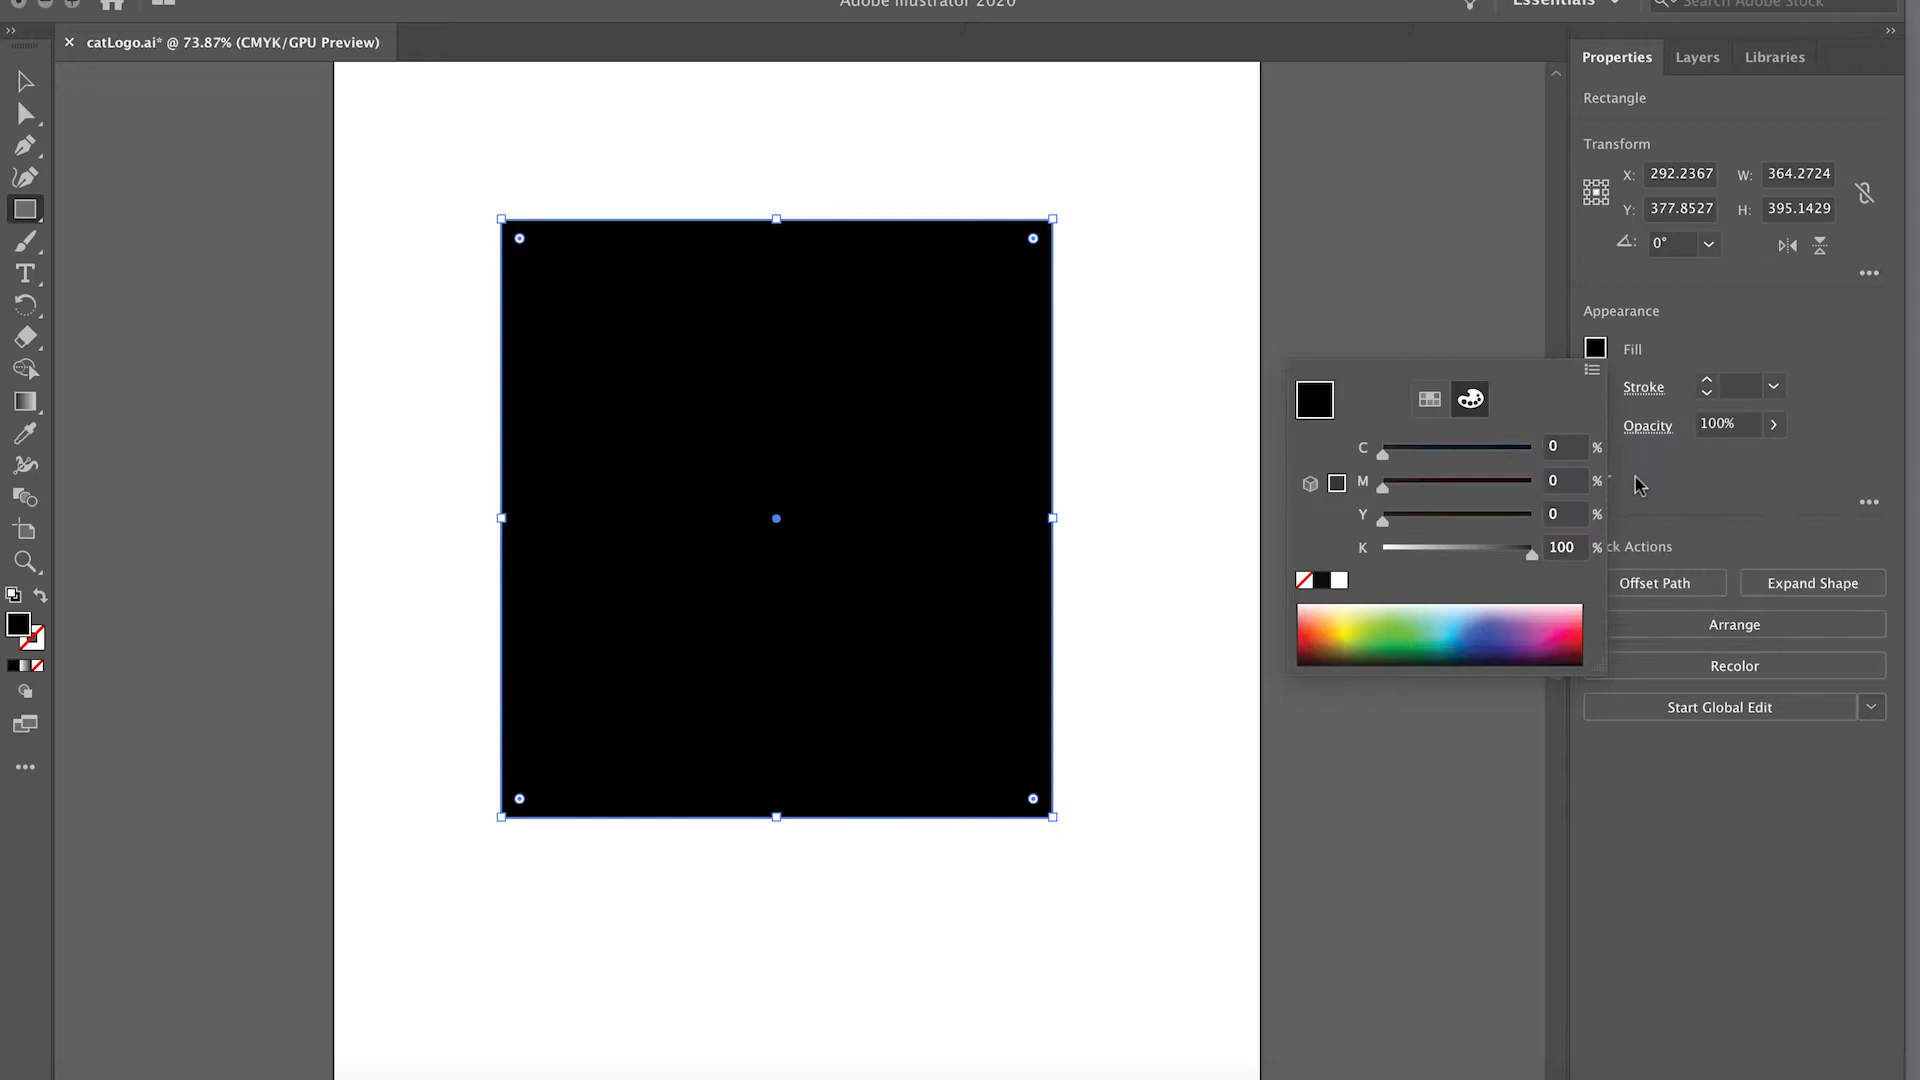 Adobe Illustrator 2020
Essentials
Search Adobe Stock
catLogo.ai* @ 73.87% (CMYK/GPU Preview)
Properties
Layers
Libraries
Rectangle
Transform
X: 292.2367
W: 364.2724
Y: 377.8527
H: 395.1429
0°
Appearance
Fill
Stroke
Opacity
100%
C 0 %
M 0 %
Y 0 %
K 100 %
ck Actions
Offset Path
Expand Shape
Arrange
Recolor
Start Global Edit